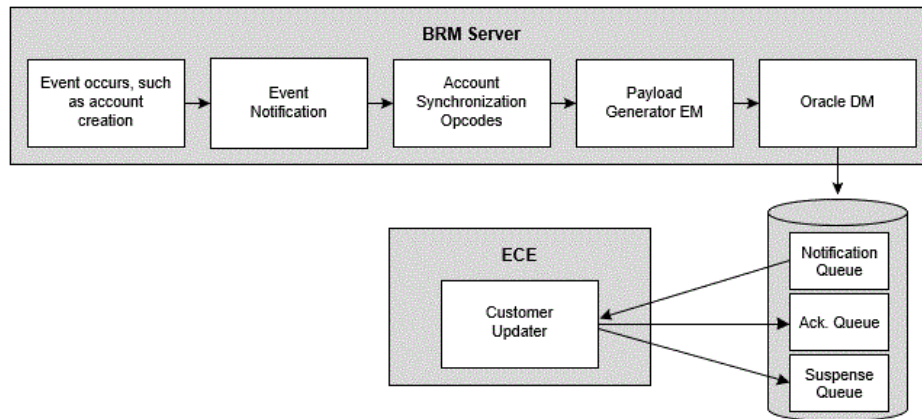 BRM Server
Event occurs, such
as account
creation
Event
Notification
Account
Synchronization
Opcodes
Payload
Generator EM
Oracle DM
ECE
Customer
Updater
Notification
Queue
Ack. Queue
Suspense
Queue